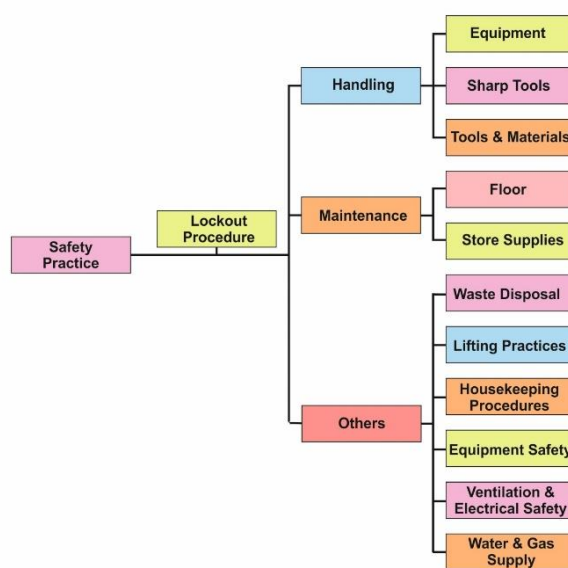 Safety
Practice
Lockout
Procedure
Handling
Equipment
Sharp Tools
Tools & Materials
Maintenance
Floor
Store Supplies
Others
Waste Disposal
Lifting Practices
Housekeeping
Procedures
Equipment Safety
Ventilation &
Electrical Safety
Water & Gas
Supply